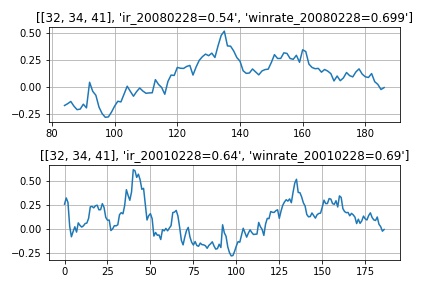 [[32, 34, 41], 'ir_20080228=0.54', 'winrate_20080228=0.699']
0.50
0.25
0.00
−0.25
80 100 120 140 160 180
[[32, 34, 41], 'ir_20010228=0.64', 'winrate_20010228=0.69']
0.50
0.25
0.00
−0.25
0 25 50 75 100 125 150 175